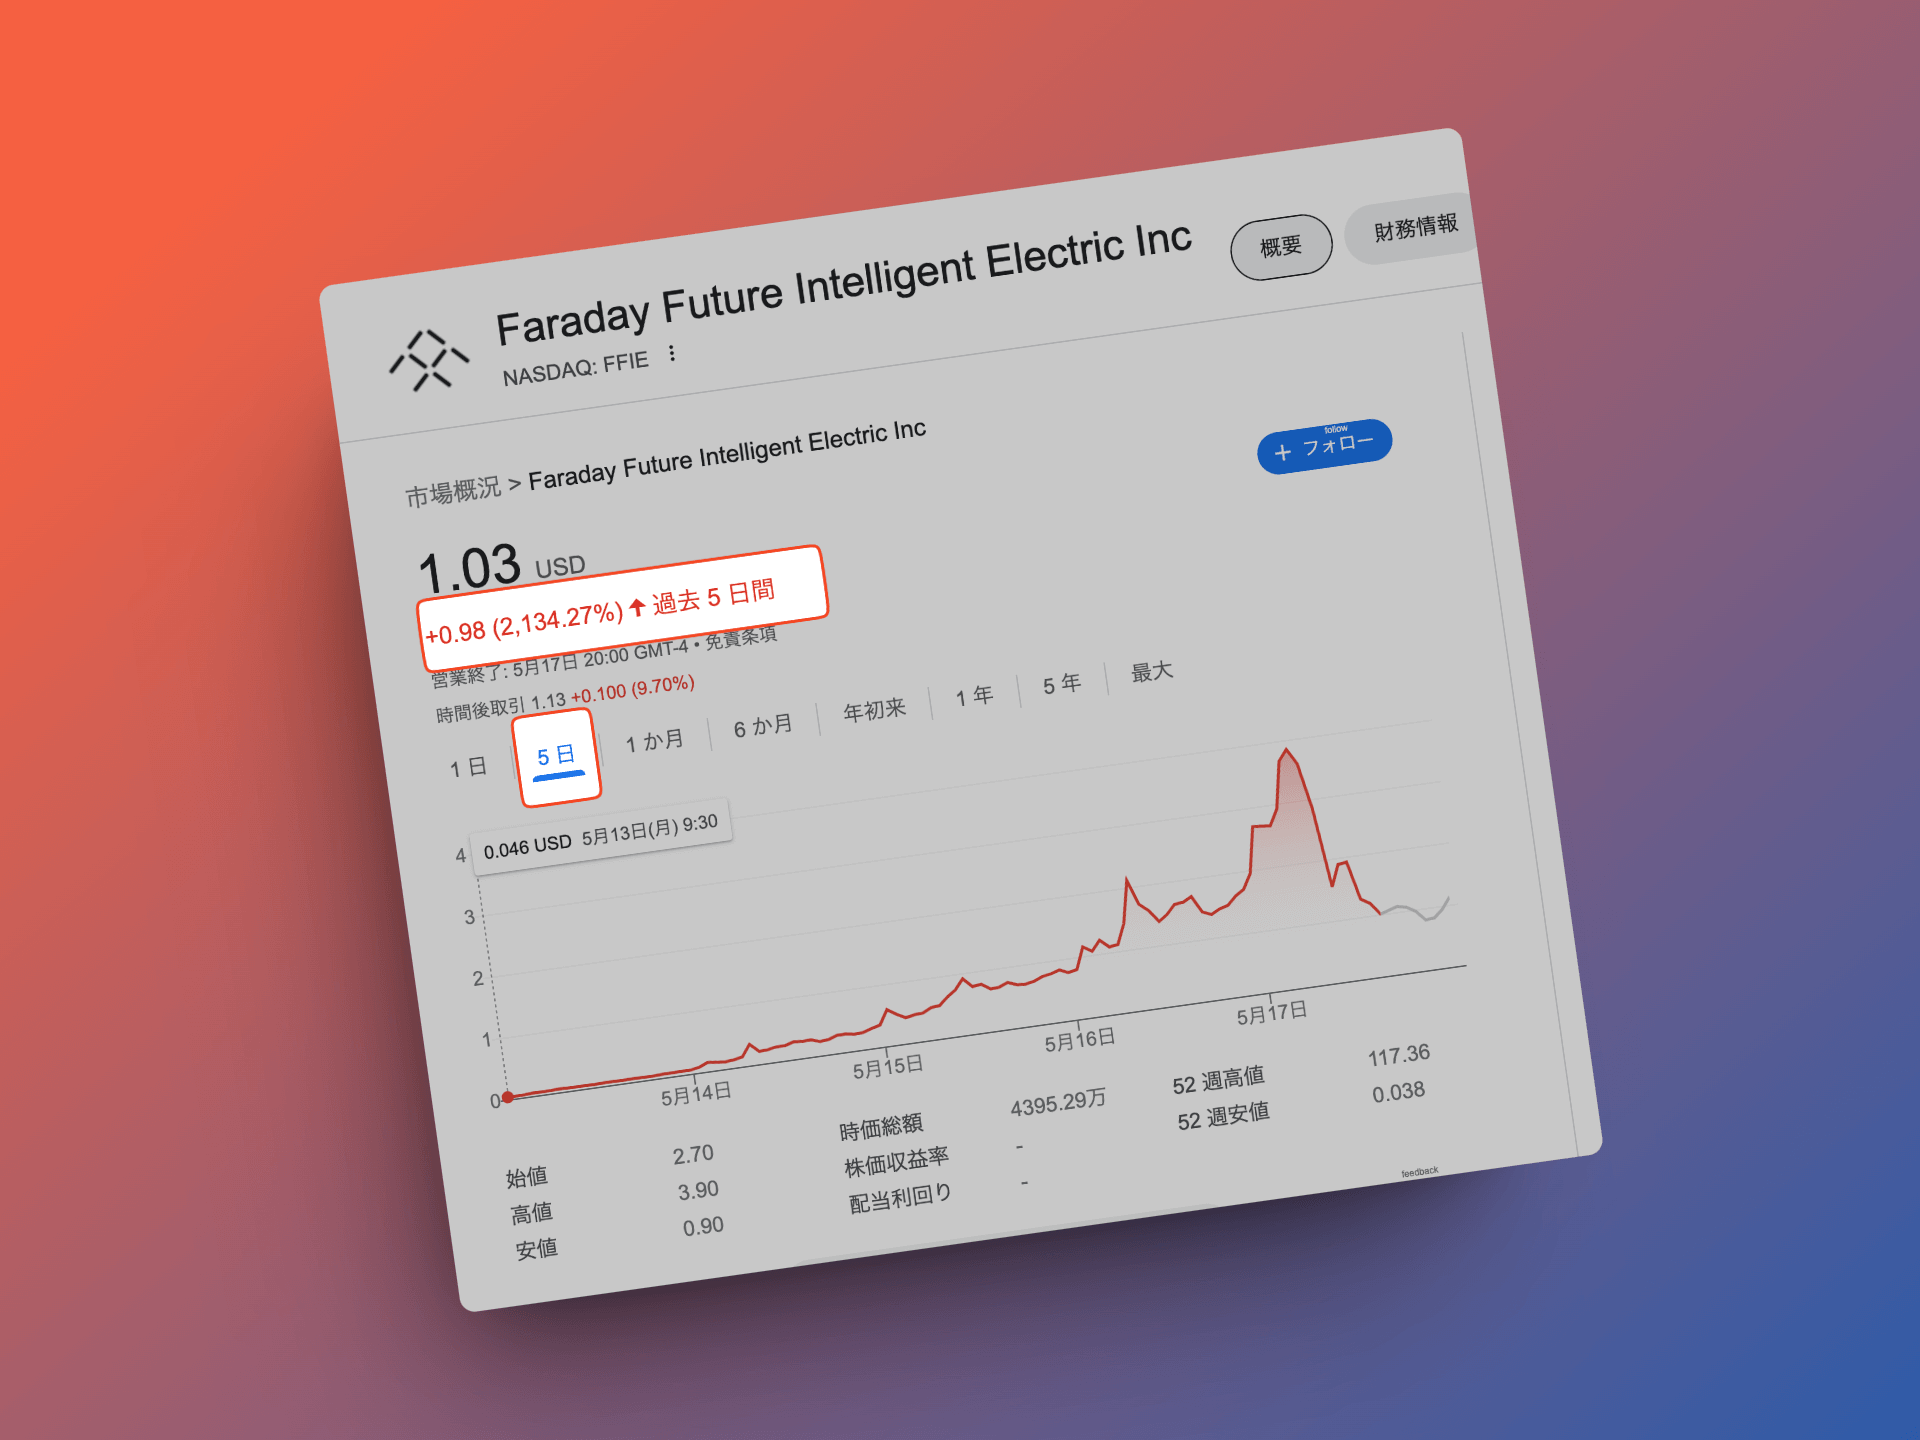 Faraday Future Intelligent Electric Inc
概要
財務情報
NASDAQ: FFIE
市場概況 > Faraday Future Intelligent Electric Inc
follow
+ フォロー
1.03 USD
+0.98 (2,134.27%) 過去 5 日間
営業終了: 5月17日 20:00 GMT-4 • 免責条項
時間後取引 1.13 +0.100 (9.70%)
1 日
5 日
1 か月
6 か月
年初来
1 年
5 年
最大
0.046 USD 5月13日(月) 9:30
4
3
2
1
0
5月14日
5月15日
5月16日
5月17日
始値 2.70
高値 3.90
安値 0.90
時価総額 4395.29万
株価収益率 -
配当利回り -
52 週高値 117.36
52 週安値 0.038
feedback